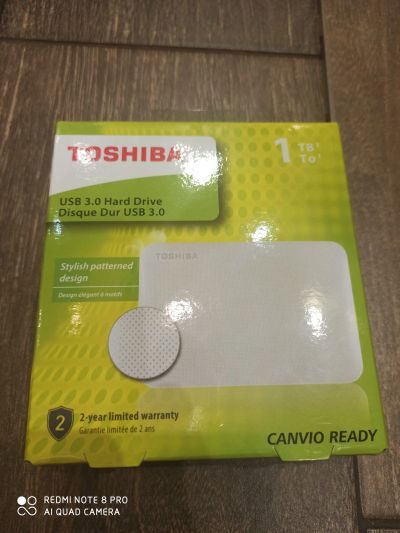 TOSHIBA
1 TB¹
To¹
USB 3.0 Hard Drive
Disque Dur USB 3.0
Stylish patterned
design
Design élégant à motifs
TOSHIBA
2
2-year limited warranty
Garantie limitée de 2 ans
CANVIO READY
REDMI NOTE 8 PRO
AI QUAD CAMERA